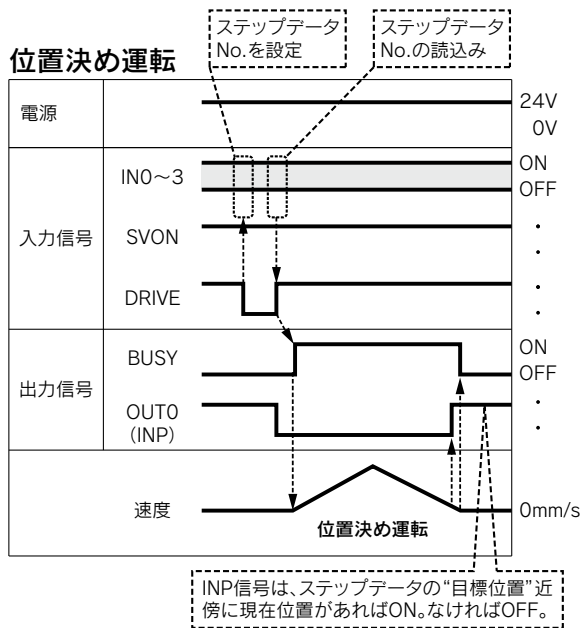 ステップデータ
No.を設定
ステップデータ
No.の読込み
位置決め運転
電源
24V
0V
入力信号
IN0～3
ON
OFF
SVON
DRIVE
出力信号
BUSY
ON
OFF
OUT0
(INP)
速度
位置決め運転
0mm/s
INP信号は、ステップデータの“目標位置”近
傍に現在位置があればON。なければOFF。